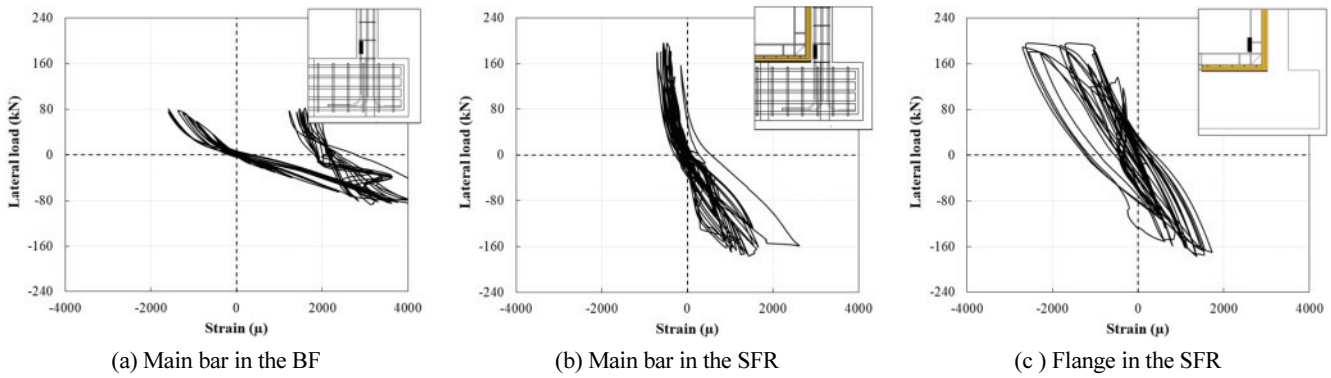 240
160
80
0
-80
-160
-240
Lateral load (kN)
-4000 -2000 0 2000 4000
Strain (μ)
(a) Main bar in the BF
240
160
80
0
-80
-160
-240
Lateral load (kN)
-4000 -2000 0 2000 4000
Strain (μ)
(b) Main bar in the SFR
240
160
80
0
-80
-160
-240
Lateral load (kN)
-4000 -2000 0 2000 4000
Strain (μ)
(c ) Flange in the SFR